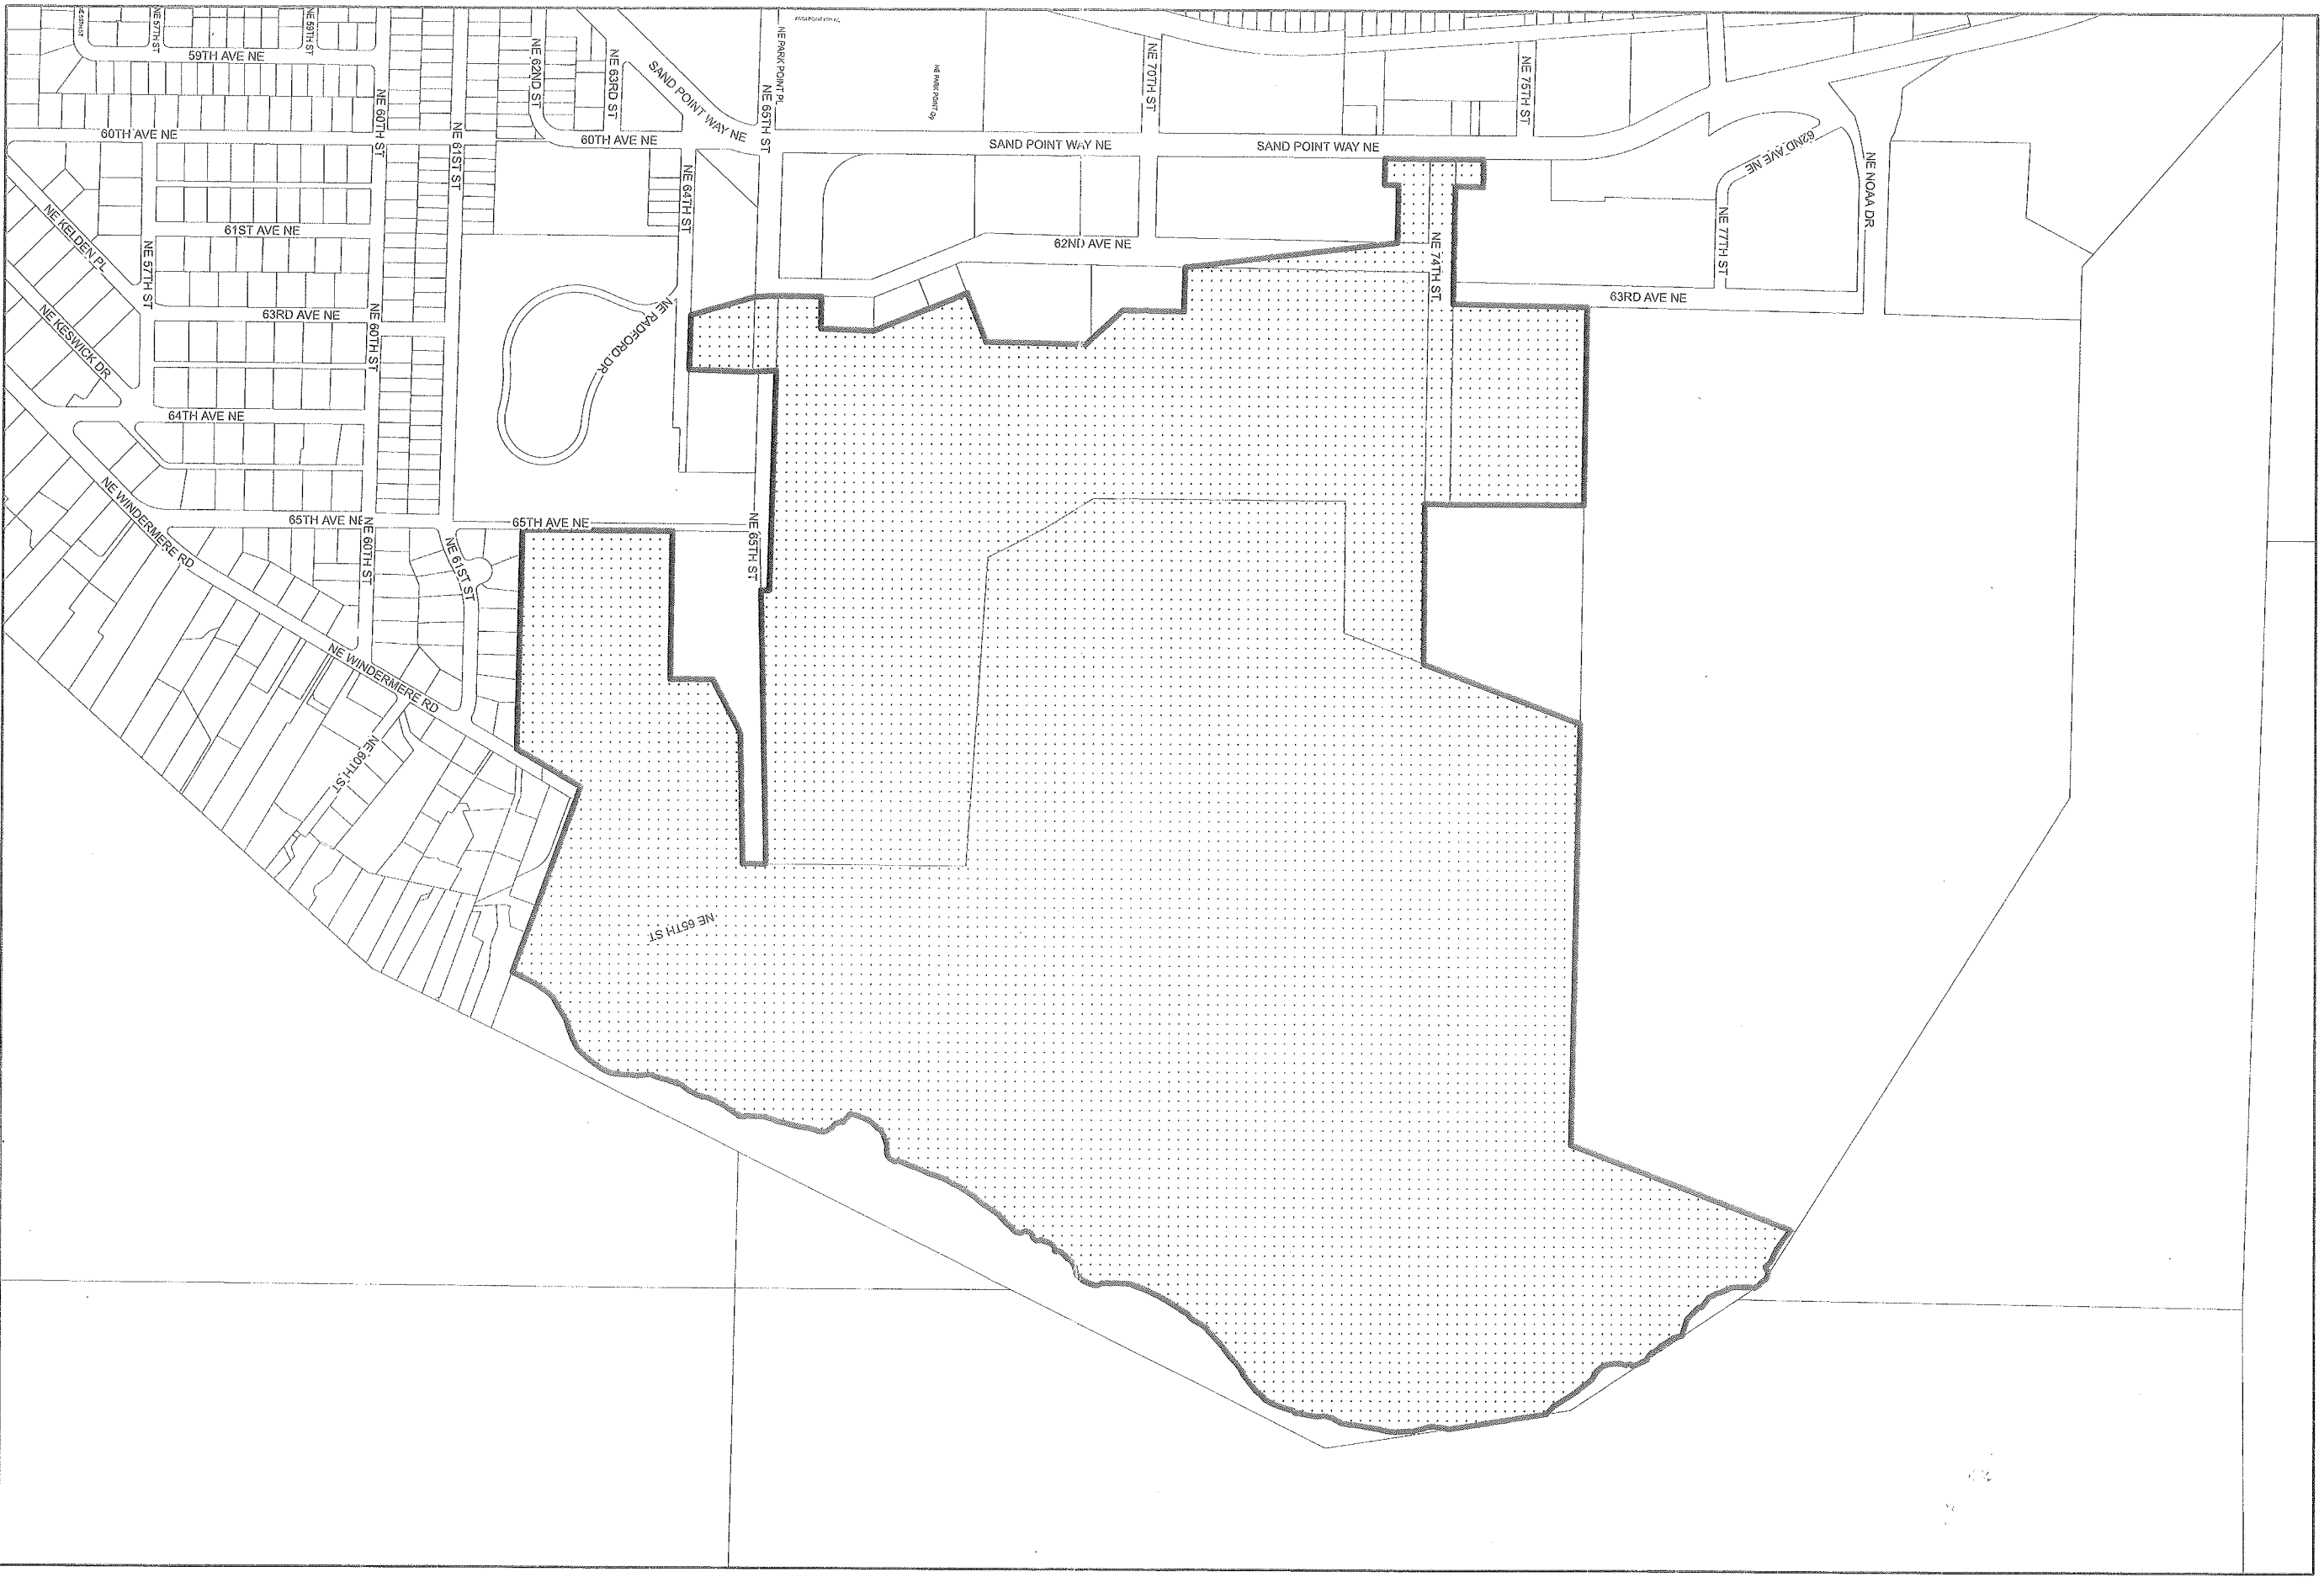 NE 57TH ST
NE 59TH ST
59TH AVE NE
NE 60TH ST
60TH AVE NE
NE 61ST ST
NE 62ND ST
NE 63RD ST
60TH AVE NE
SAND POINT WAY NE
NE 65TH ST
NE PARK POINT PL
NE PARK POINT DR
NE 70TH ST
NE 75TH ST
SAND POINT WAY NE
SAND POINT WAY NE
62ND AVE NE
NE NOAA DR
NE 64TH ST
NE KELDEN PL
61ST AVE NE
NE 57TH ST
62ND AVE NE
NE 74TH ST
NE 77TH ST
63RD AVE NE
NE KESWICK DR
63RD AVE NE
NE 60TH ST
NE RADFORD DR
64TH AVE NE
NE WINDERMERE RD
65TH AVE NE
NE 60TH ST
NE 61ST ST
65TH AVE NE
NE 65TH ST
NE WINDERMERE RD
NE 60TH ST
NE 65TH ST